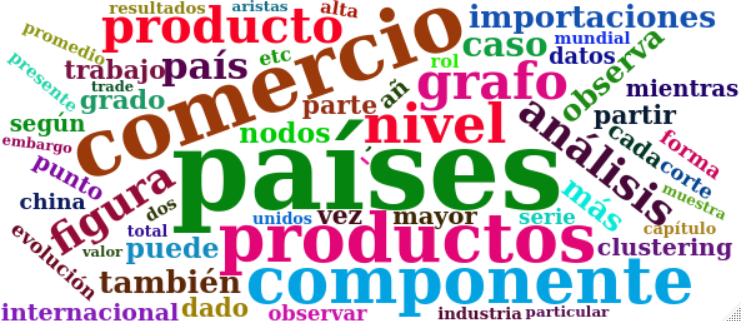 resultados aristas alta
producto comercio importaciones
promedio etc caso mundial
trabajo país rol datos observa
presente trade grado grafo mientras
parte añ partir
según nodos nivel análisis cada forma
embargo países corte
punto figura más muestra
china dos
unidos vez mayor serie capítulo
total productos
evolución valor puede clustering
también componente
internacional dado observar industria particular